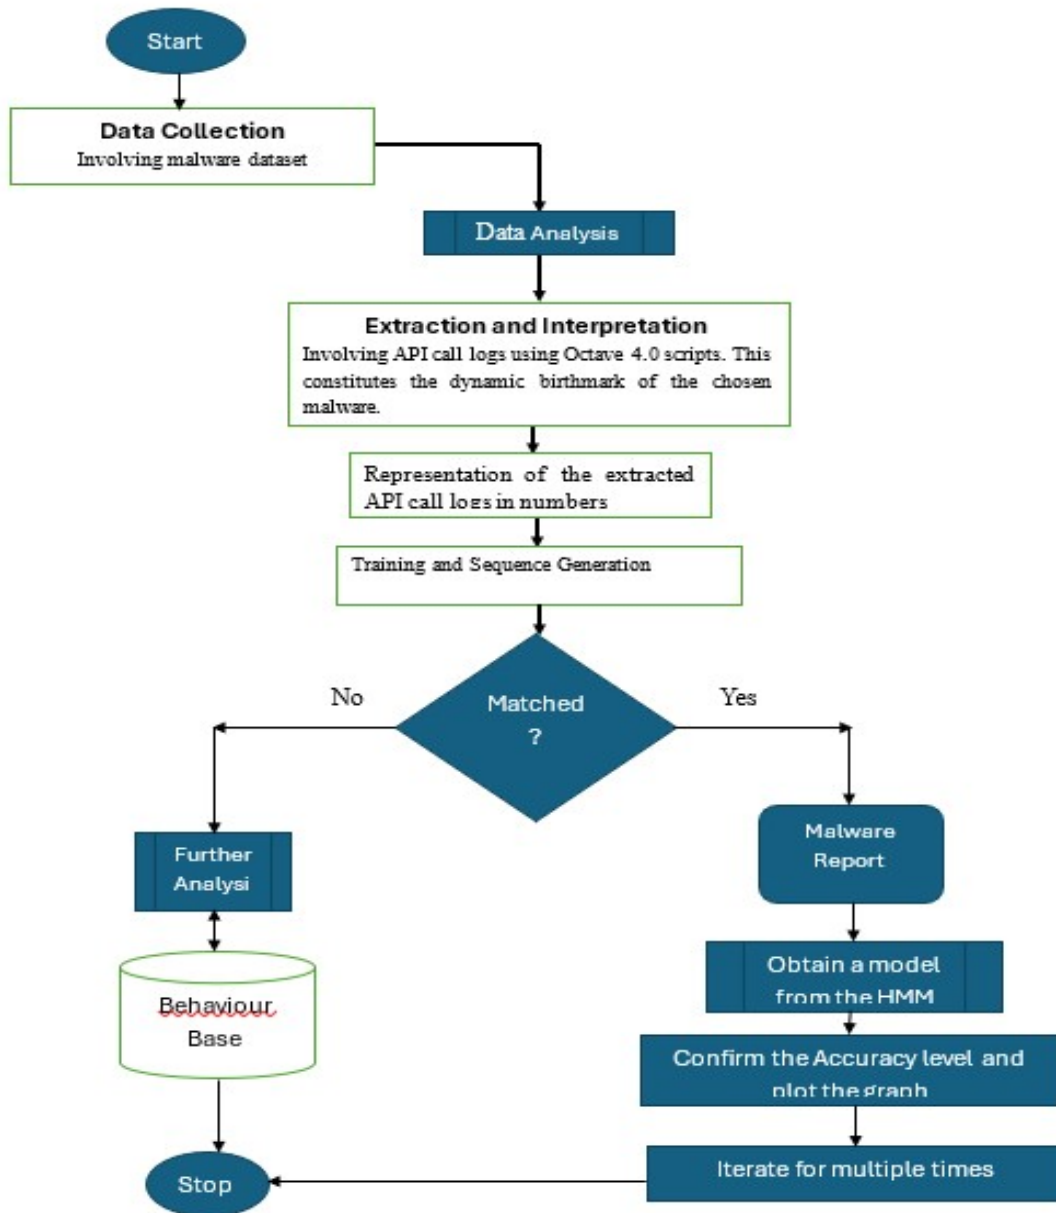 Start
Data Collection
Involving malware dataset
Data Analysis
Extraction and Interpretation
Involving API call logs using Octave 4.0 scripts. This
constitutes the dynamic birthmark of the chosen
malware.
Representation of the extracted
API call logs in numbers
Training and Sequence Generation
Matched
?
No
Yes
Further
Analysi
Behaviour
Base
Malware
Report
Obtain a model
from the HMM
Confirm the Accuracy level and
plot the graph
Iterate for multiple times
Stop